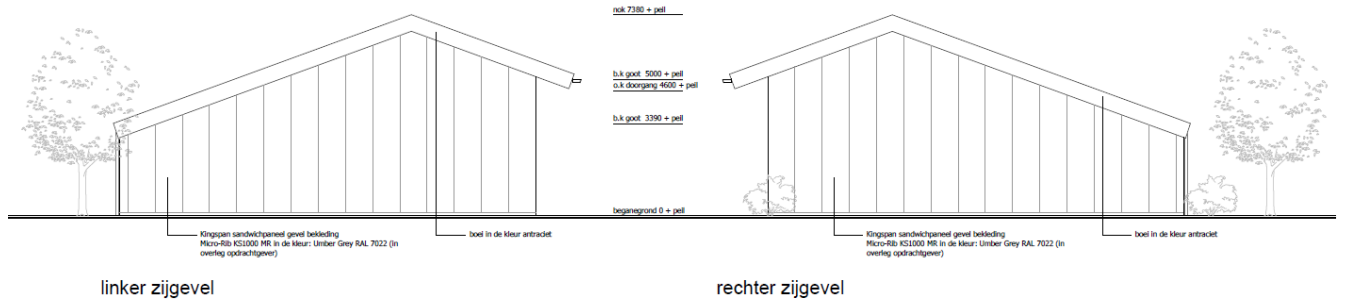 nok 7380 + peil
b.k goot 5000 + peil
o.k doorgang 4600 + peil
b.k goot 3390 + peil
beganegrond 0 + peil
Kingspan sandwichpaneel gevel bekleding
Micro-Rib KS1000 MR in de kleur: Umber Grey RAL 7022 (in
overleg opdrachtgever)
boei in de kleur antraciet
Kingspan sandwichpaneel gevel bekleding
Micro-Rib KS1000 MR in de kleur: Umber Grey RAL 7022 (in
overleg opdrachtgever)
boei in de kleur antraciet
linker zijgevel
rechter zijgevel